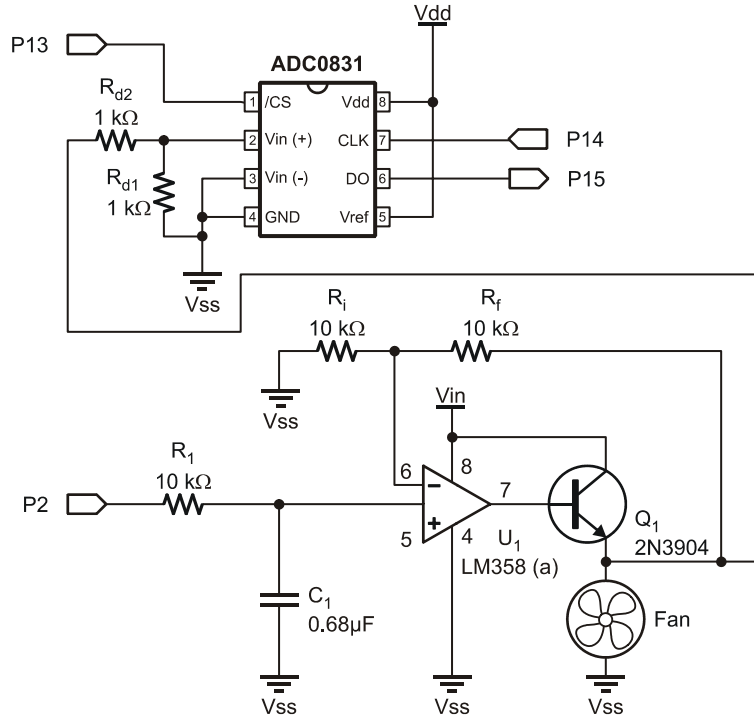 Vdd
P13
ADC0831
R_d2
1 kΩ
1 /CS Vdd 8
2 Vin (+) CLK 7
P14
R_d1
1 kΩ
3 Vin (-) DO 6
P15
4 GND Vref 5
Vss
R_i
10 kΩ
R_f
10 kΩ
Vss
Vin
R_1
10 kΩ
6
8
P2
−
7
+
5
4
U_1
LM358 (a)
Q_1
2N3904
C_1
0.68µF
Fan
Vss
Vss
Vss